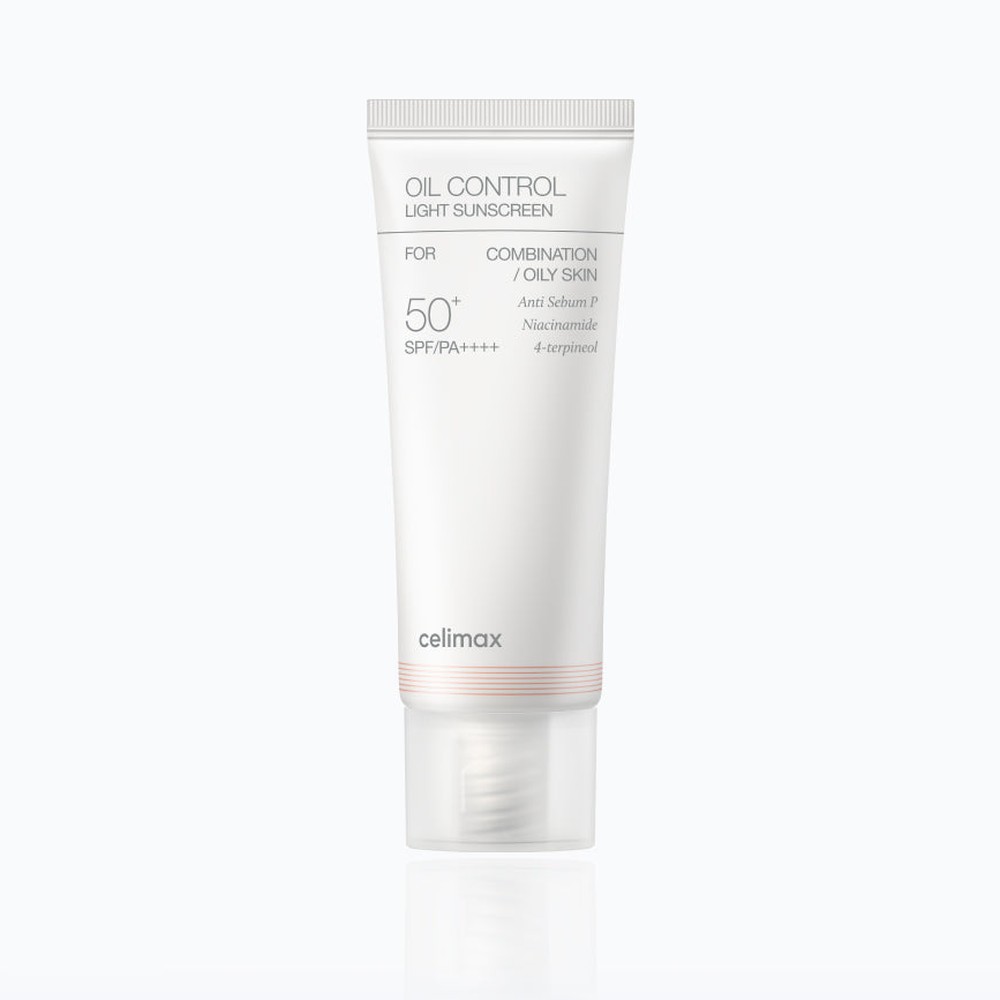 OIL CONTROL
LIGHT SUNSCREEN
FOR COMBINATION
/ OILY SKIN
50+
SPF/PA++++
Anti Sebum P
Niacinamide
4-terpineol
celimax